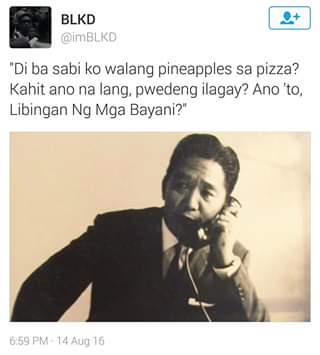 BLKD
@imBLKD
"Di ba sabi ko walang pineapples sa pizza?
Kahit ano na lang, pwedeng ilagay? Ano 'to,
Libingan Ng Mga Bayani?"
6:59 PM · 14 Aug 16